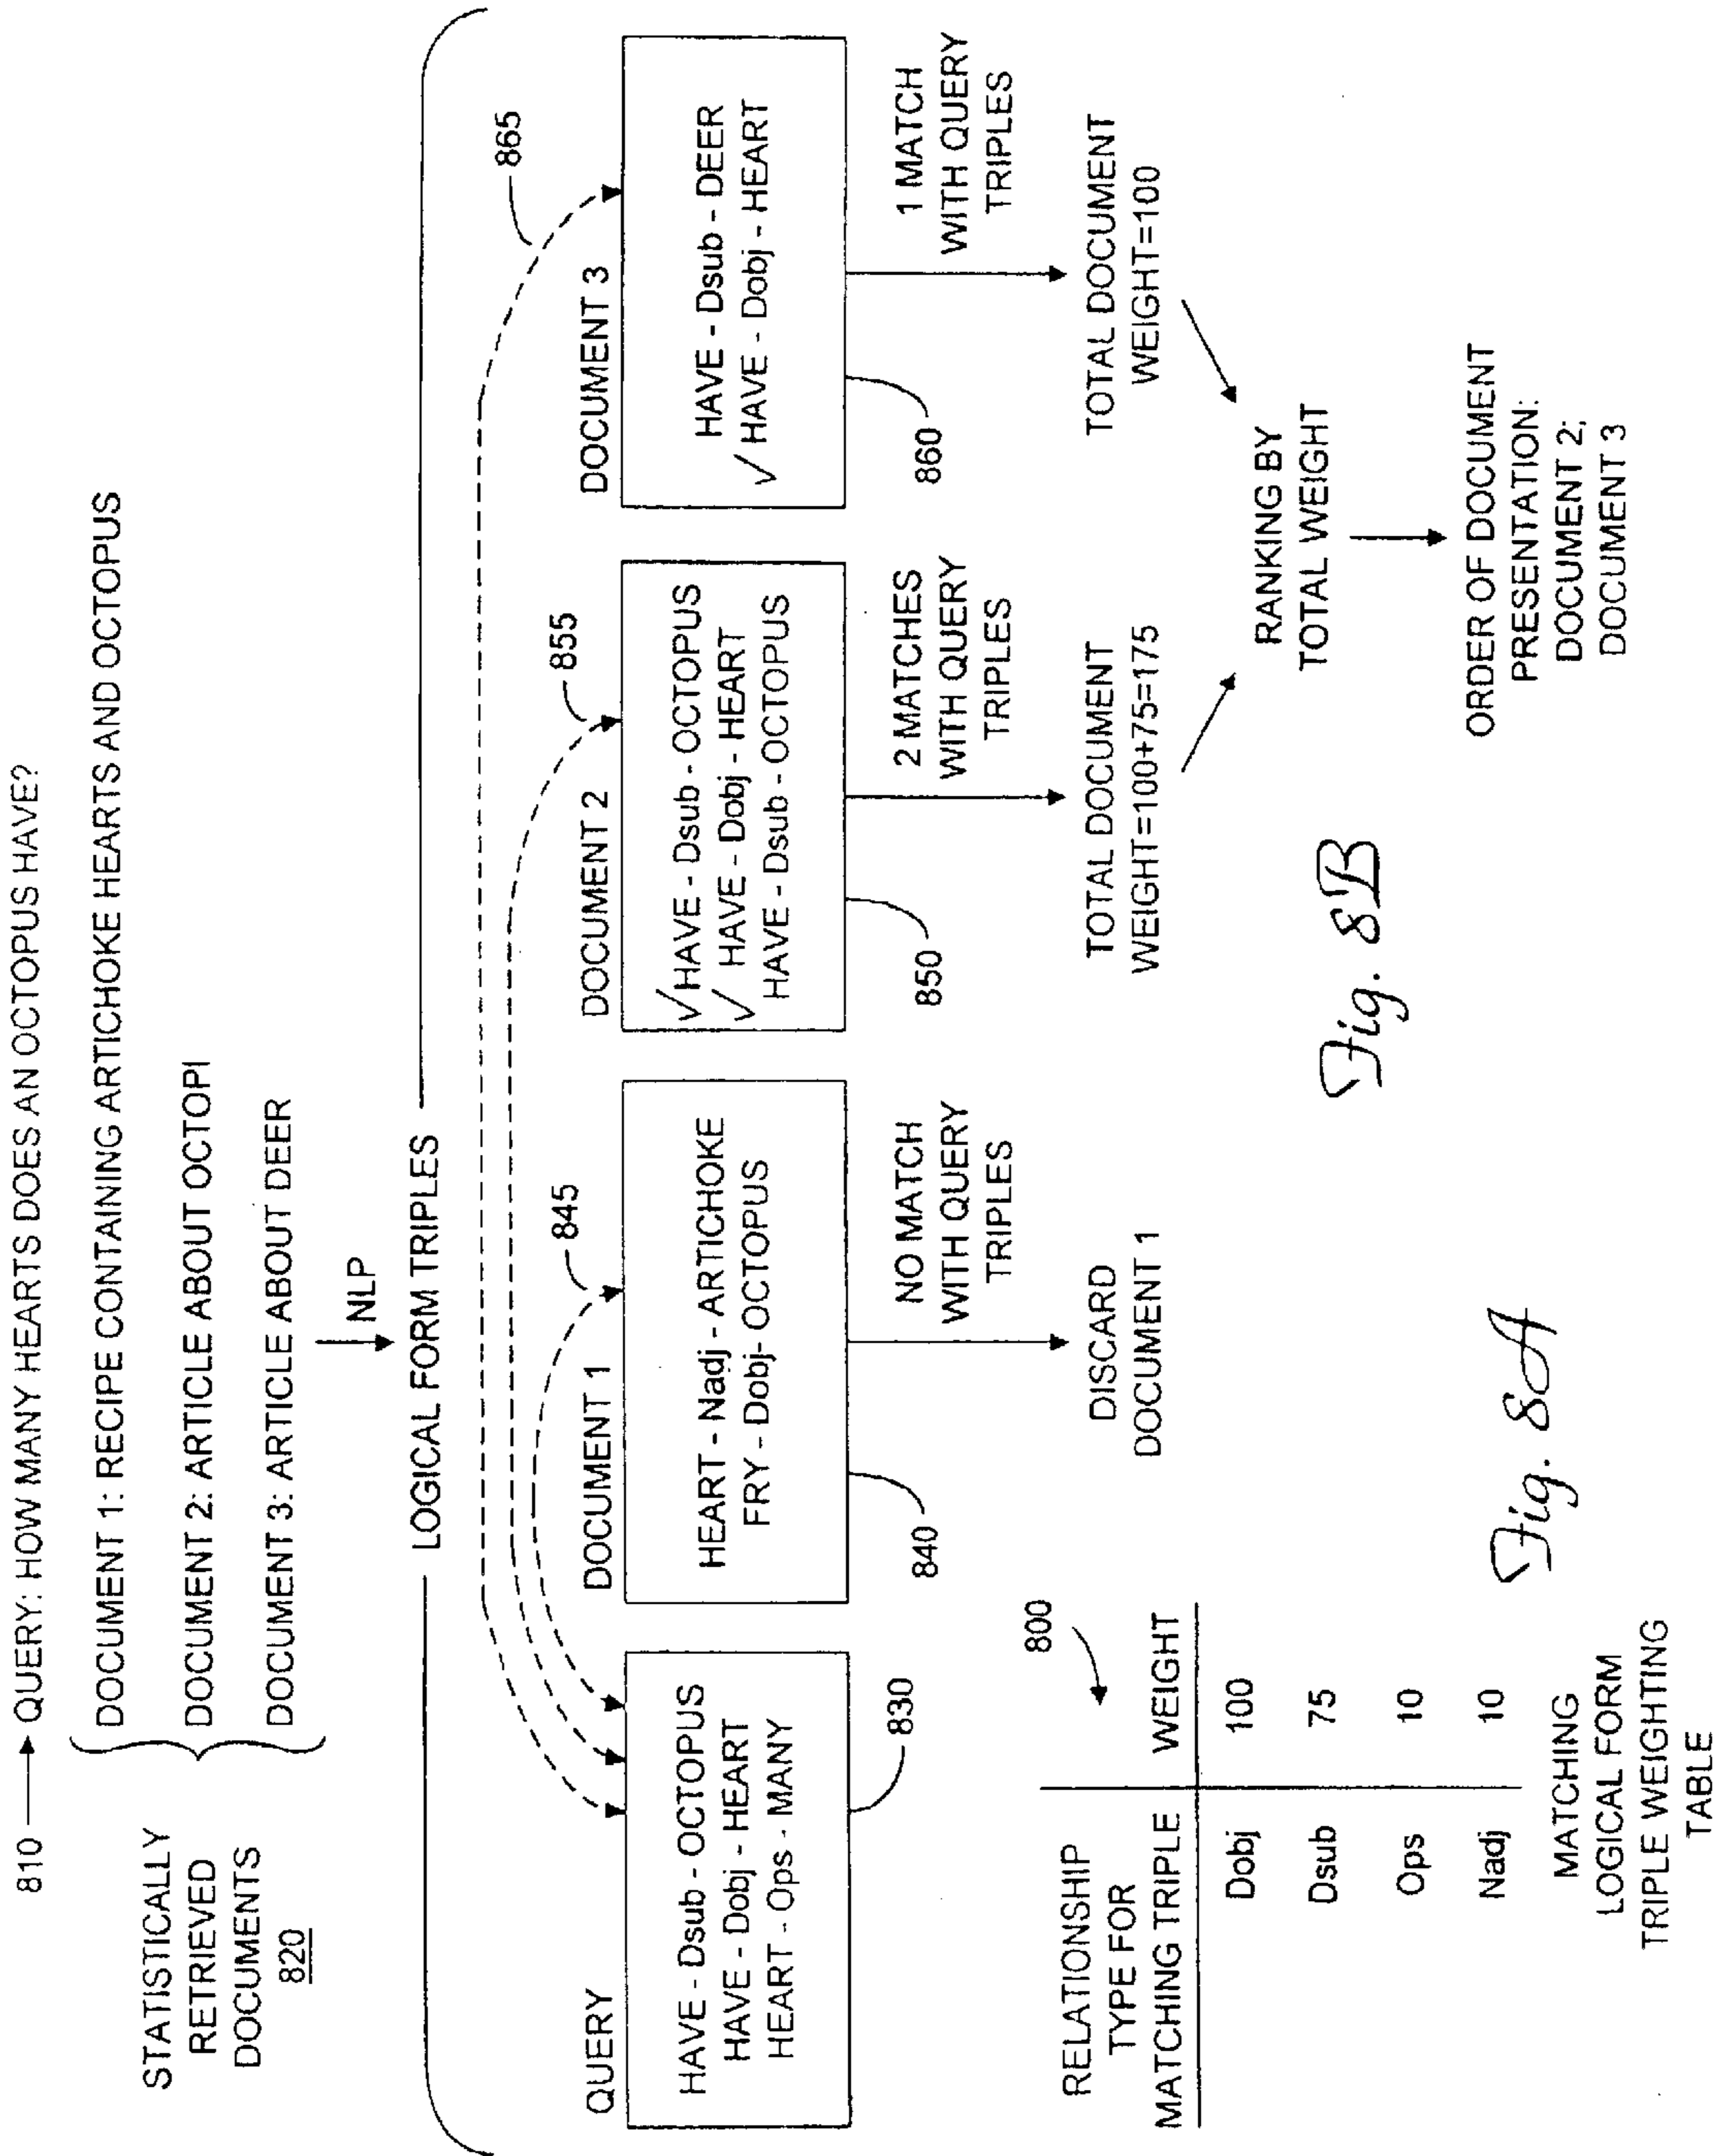 810 → QUERY: HOW MANY HEARTS DOES AN OCTOPUS HAVE?
STATISTICALLY
RETRIEVED
DOCUMENTS
820
DOCUMENT 1: RECIPE CONTAINING ARTICHOKE HEARTS AND OCTOPUS
DOCUMENT 2: ARTICLE ABOUT OCTOPI
DOCUMENT 3: ARTICLE ABOUT DEER
NLP
LOGICAL FORM TRIPLES
QUERY
HAVE - Dsub - OCTOPUS
HAVE - Dobj - HEART
HEART - Ops - MANY
830
845
DOCUMENT 1
HEART - Nadj - ARTICHOKE
FRY - Dobj- OCTOPUS
840
NO MATCH
WITH QUERY
TRIPLES
DISCARD
DOCUMENT 1
855
DOCUMENT 2
✓HAVE - Dsub - OCTOPUS
✓ HAVE - Dobj - HEART
HAVE - Dsub - OCTOPUS
850
2 MATCHES
WITH QUERY
TRIPLES
TOTAL DOCUMENT
WEIGHT=100+75=175
865
DOCUMENT 3
HAVE - Dsub - DEER
✓ HAVE - Dobj - HEART
860
1 MATCH
WITH QUERY
TRIPLES
TOTAL DOCUMENT
WEIGHT=100
RANKING BY
TOTAL WEIGHT
ORDER OF DOCUMENT
PRESENTATION:
DOCUMENT 2;
DOCUMENT 3
Fig. 8B
800
RELATIONSHIP
TYPE FOR
MATCHING TRIPLE WEIGHT
Dobj 100
Dsub 75
Ops 10
Nadj 10
MATCHING
LOGICAL FORM
TRIPLE WEIGHTING
TABLE
Fig. 8A